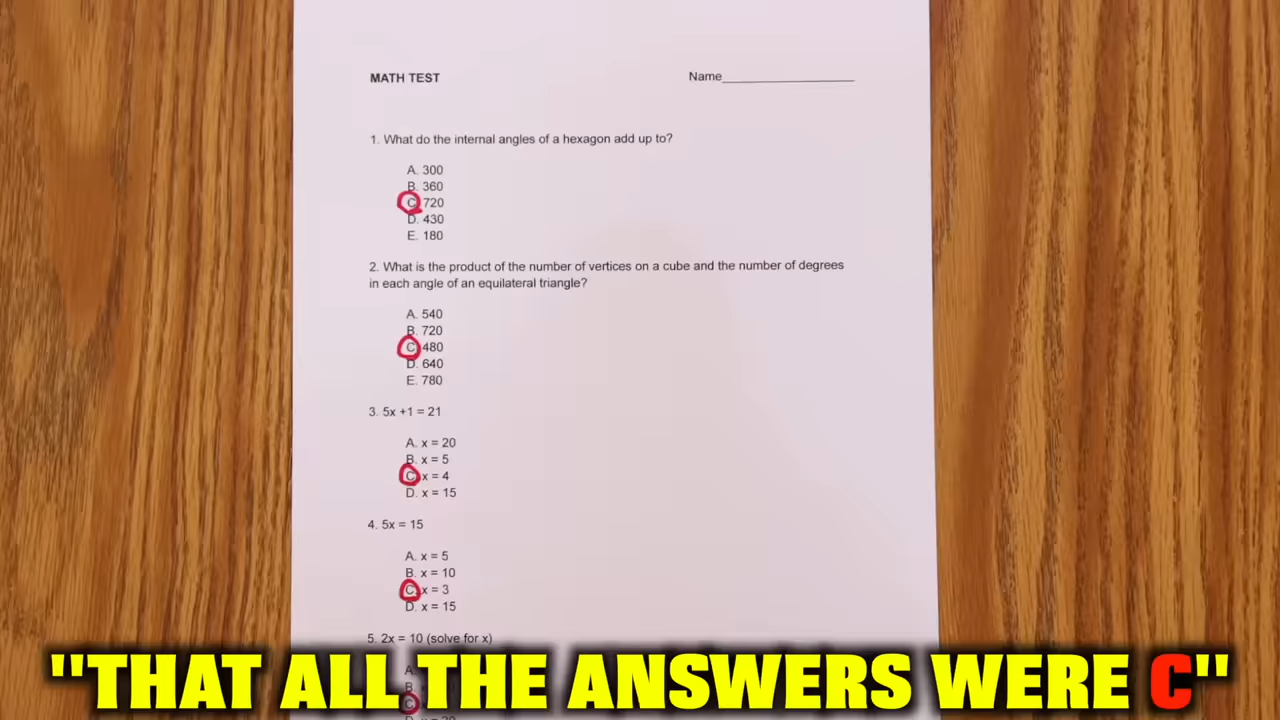 MATH TEST
Name
1. What do the internal angles of a hexagon add up to?
A. 300
B. 360
C. 720
D. 430
E. 180
2. What is the product of the number of vertices on a cube and the number of degrees
in each angle of an equilateral triangle?
A. 540
B. 720
C. 480
D. 640
E. 780
3. 5x +1 = 21
A. x = 20
B. x = 5
C. x = 4
D. x = 15
4. 5x = 15
A. x = 5
B. x = 10
C. x = 3
D. x = 15
5. 2x = 10 (solve for x)
A.
B
C
"THAT ALL THE ANSWERS WERE C"